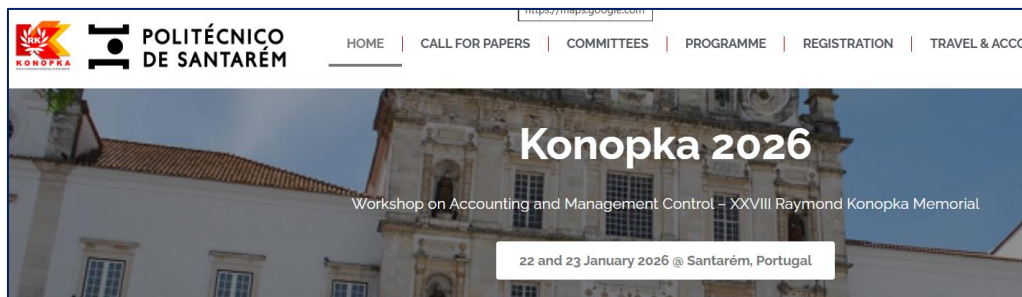 https://maps.google.com
RK
KONOPKA
POLITÉCNICO
DE SANTARÉM
HOME
CALL FOR PAPERS
COMMITTEES
PROGRAMME
REGISTRATION
TRAVEL & ACCO
Konopka 2026
Workshop on Accounting and Management Control – XXVIII Raymond Konopka Memorial
22 and 23 January 2026 @ Santarém, Portugal